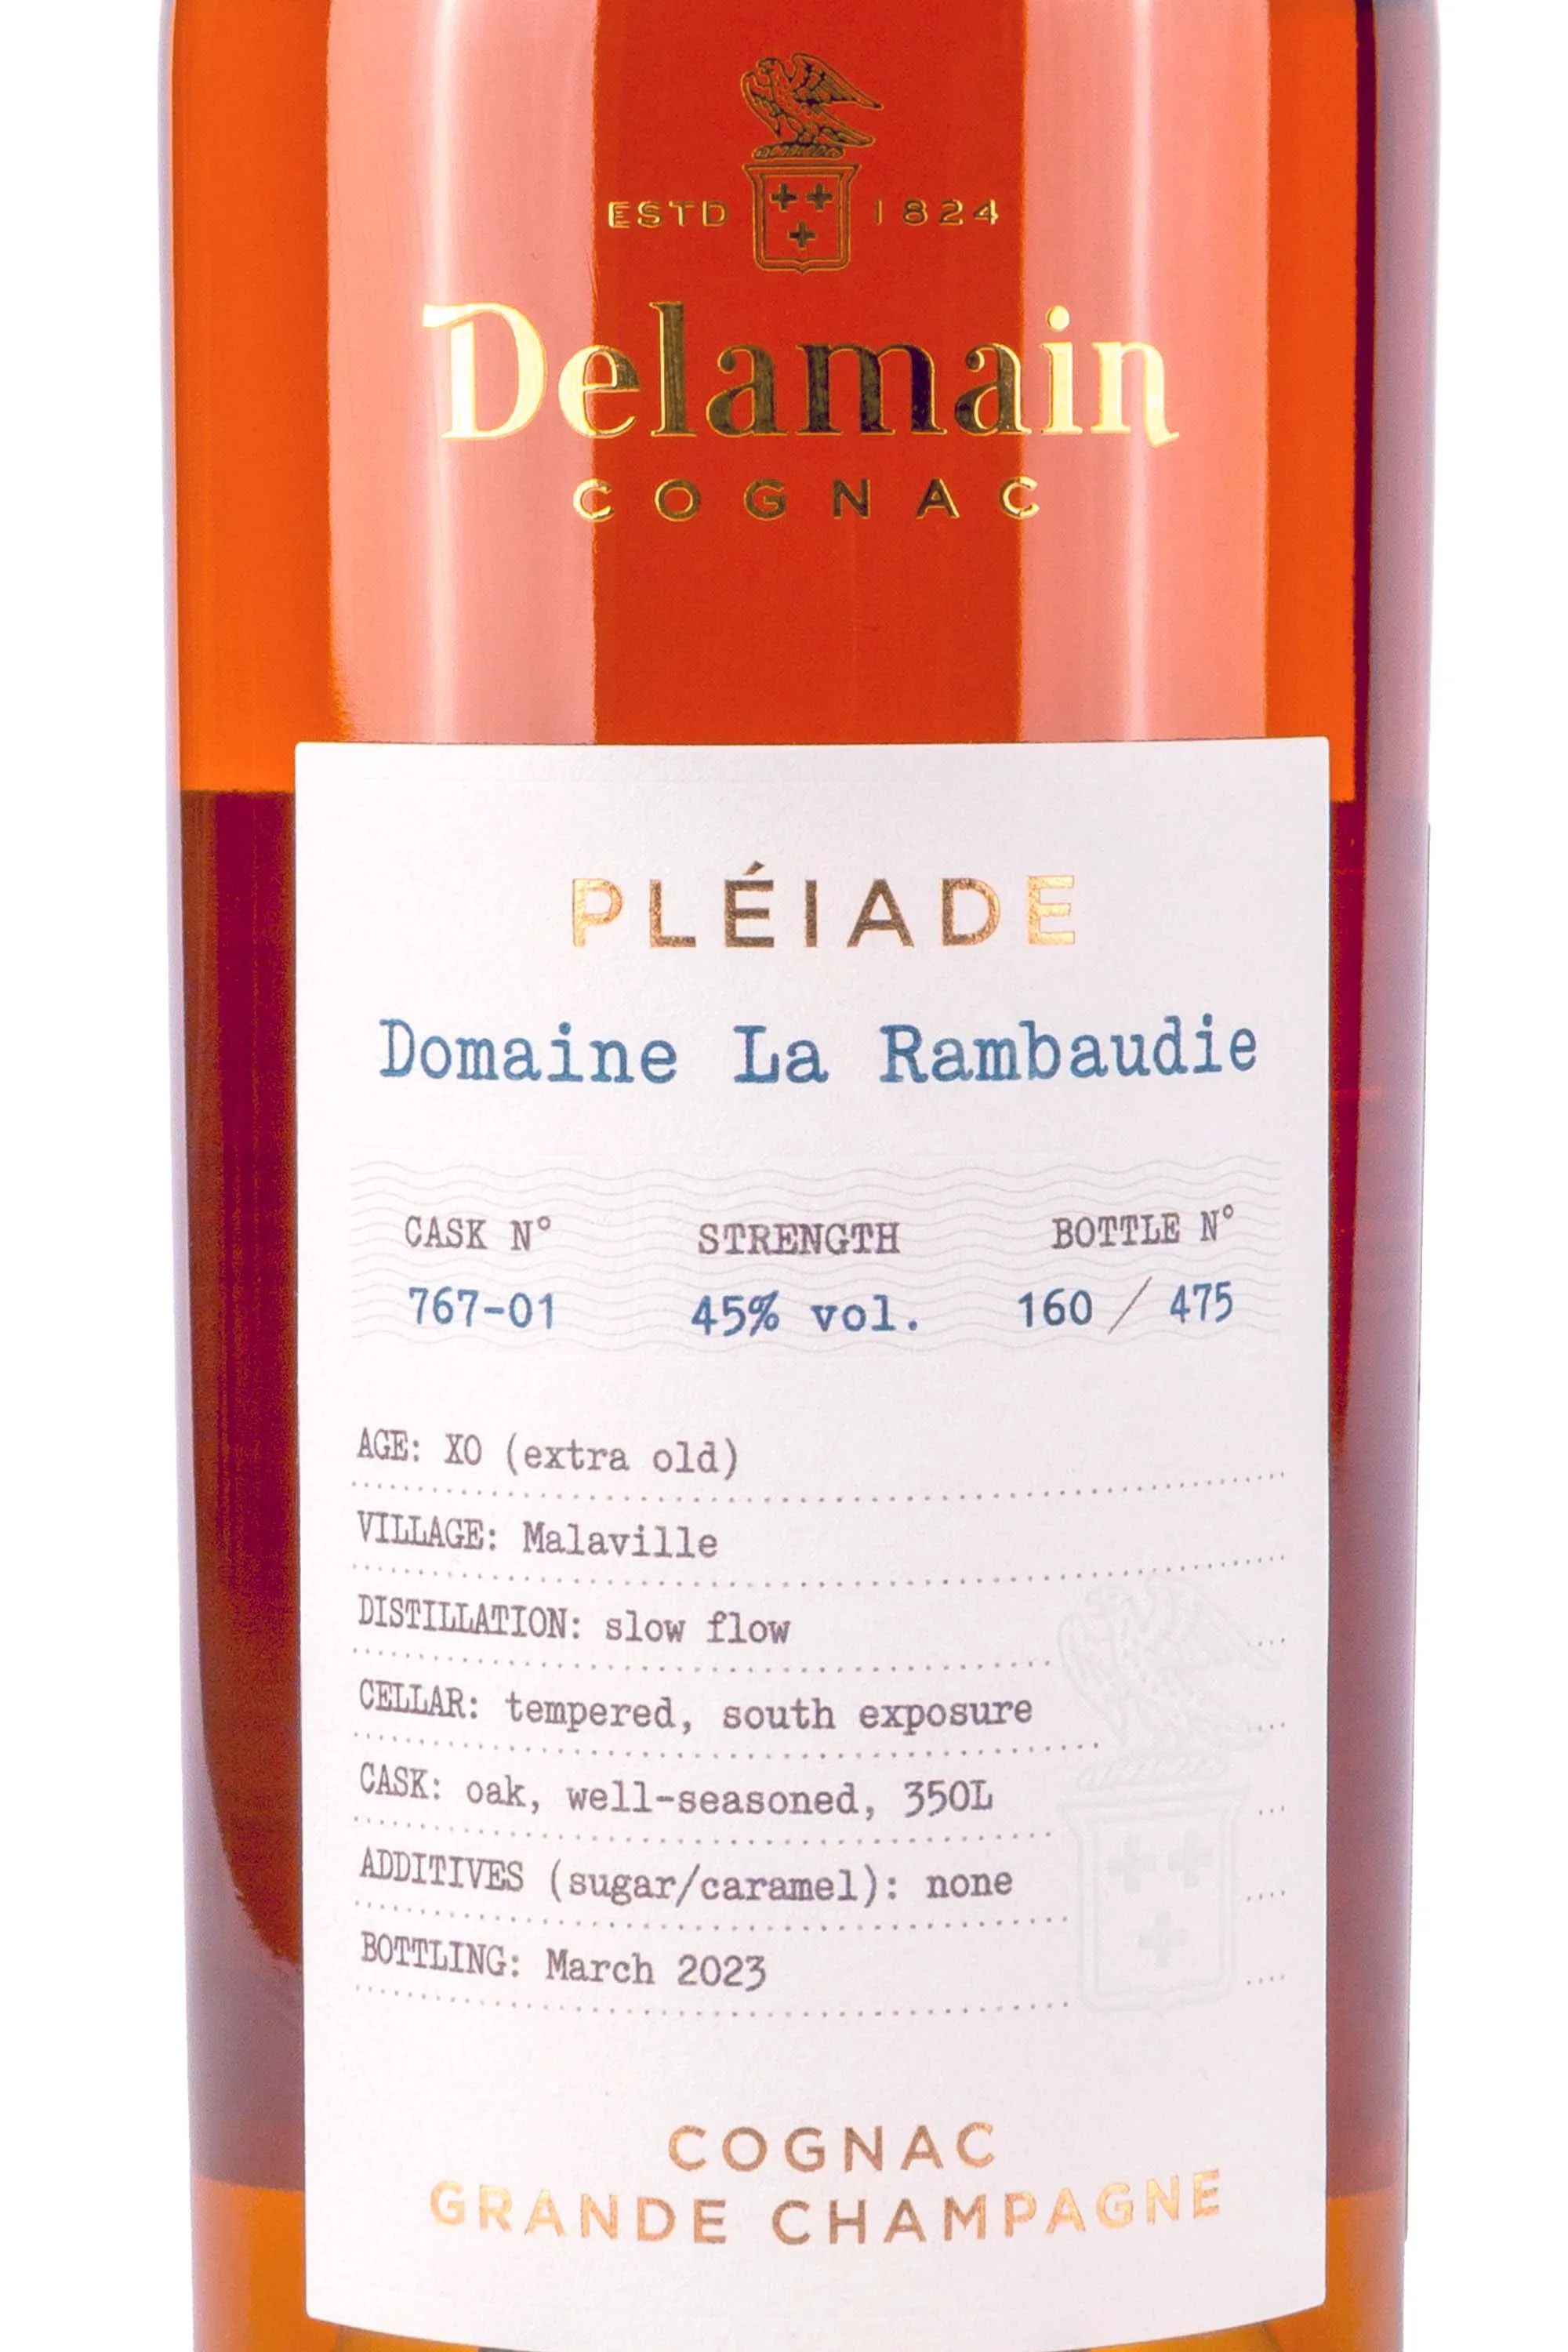 ESTD 1824
Delamain
COGNAC
PLÉIADE
Domaine La Rambaudie
CASK N° STRENGTH BOTTLE N°
767-01 45% vol. 160 / 475
AGE: XO (extra old)
VILLAGE: Malaville
DISTILLATION: slow flow
CELLAR: tempered, south exposure
CASK: oak, well-seasoned, 350L
ADDITIVES (sugar/caramel): none
BOTTLING: March 2023
COGNAC
GRANDE CHAMPAGNE